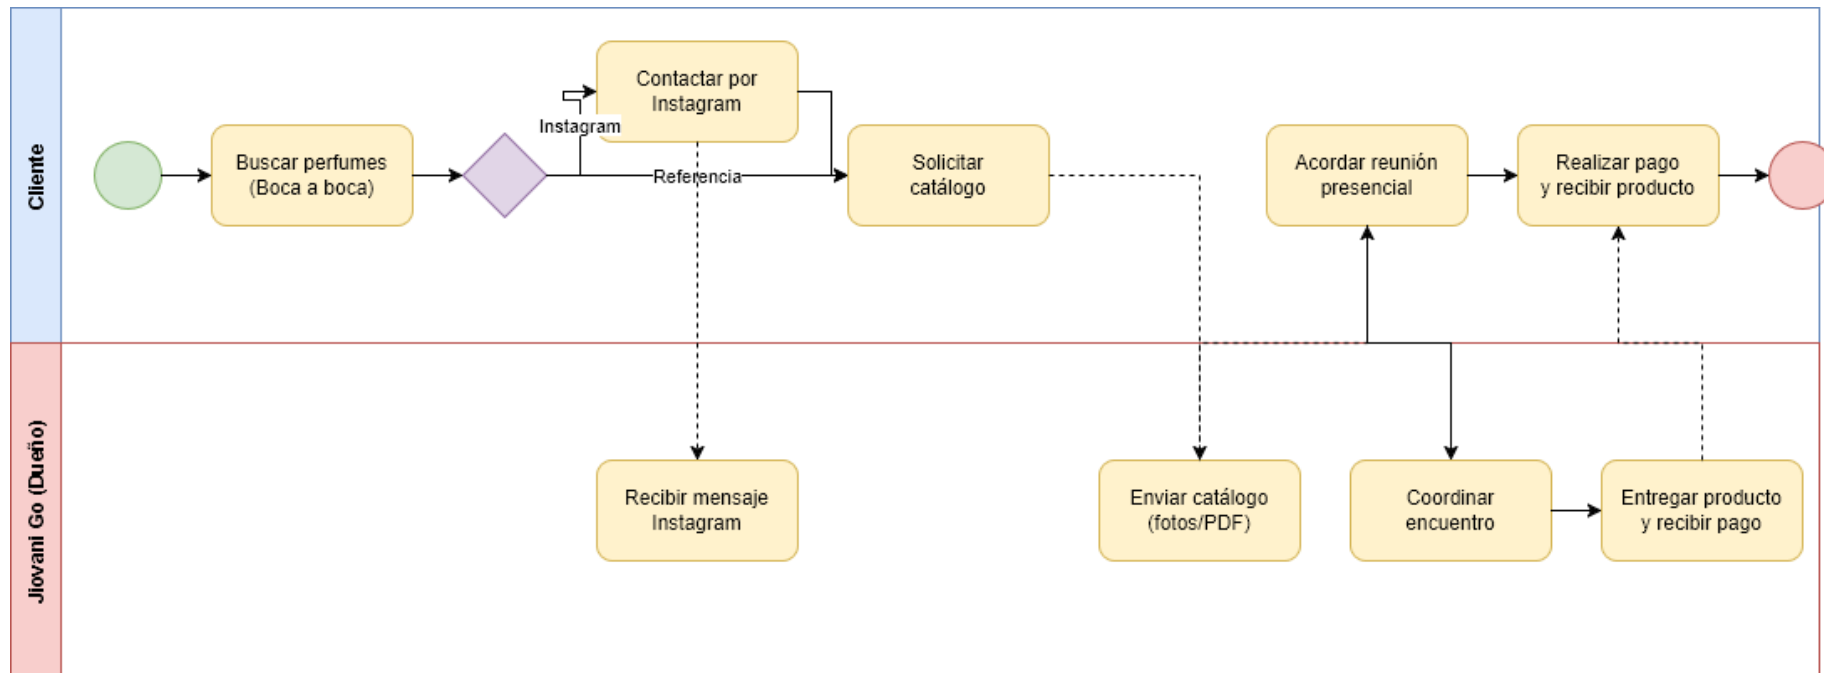 Cliente
Buscar perfumes
(Boca a boca)
Instagram
Contactar por
Instagram
Referencia
Solicitar
catálogo
Acordar reunión
presencial
Realizar pago
y recibir producto
Jiovani Go (Dueño)
Recibir mensaje
Instagram
Enviar catálogo
(fotos/PDF)
Coordinar
encuentro
Entregar producto
y recibir pago